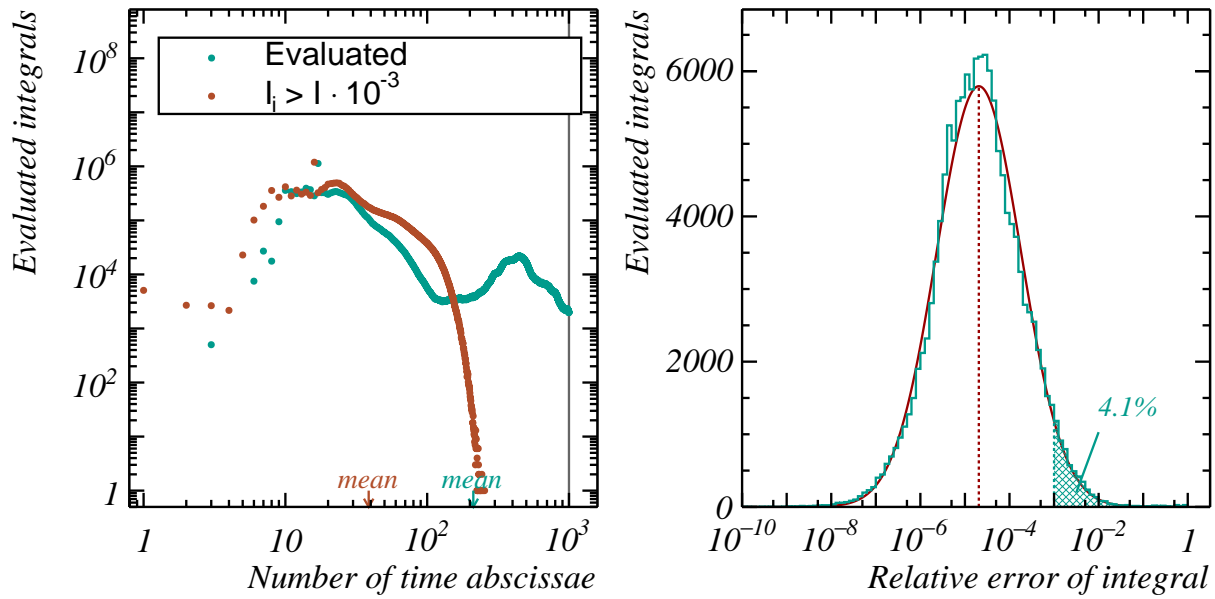 Evaluated integrals
10^8
10^6
10^4
10^2
1
Evaluated
I_i > I · 10^-3
mean
mean
1
10
10^2
10^3
Number of time abscissae
Evaluated integrals
6000
4000
2000
0
4.1%
10^−10
10^−8
10^−6
10^−4
10^−2
1
Relative error of integral